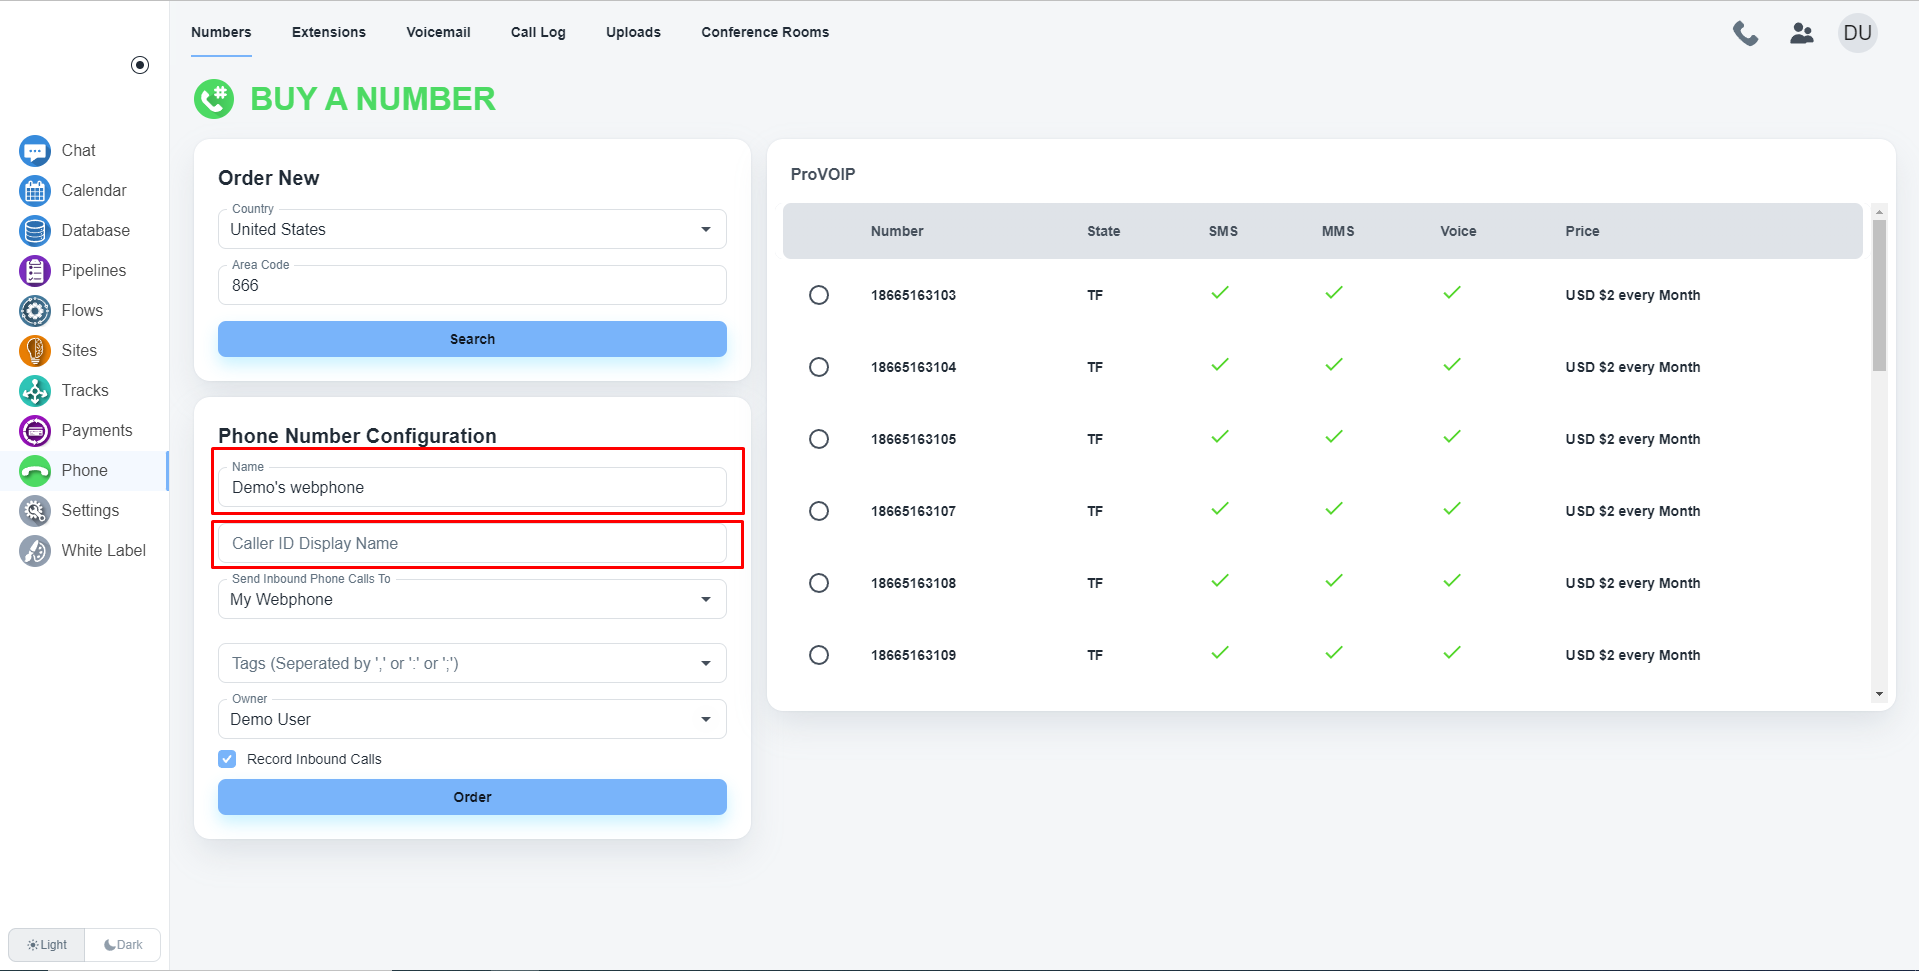 Numbers
Extensions
Voicemail
Call Log
Uploads
Conference Rooms
DU
Chat
Calendar
Database
Pipelines
Flows
Sites
Tracks
Payments
Phone
Settings
White Label
Light
Dark
BUY A NUMBER
Order New
Country
United States
Area Code
866
Search
Phone Number Configuration
Name
Demo's webphone
Caller ID Display Name
Send Inbound Phone Calls To
My Webphone
Tags (Seperated by ',' or ':' or ';')
Owner
Demo User
Record Inbound Calls
Order
ProVOIP
Number State SMS MMS Voice Price
18665163103 TF USD $2 every Month
18665163104 TF USD $2 every Month
18665163105 TF USD $2 every Month
18665163107 TF USD $2 every Month
18665163108 TF USD $2 every Month
18665163109 TF USD $2 every Month